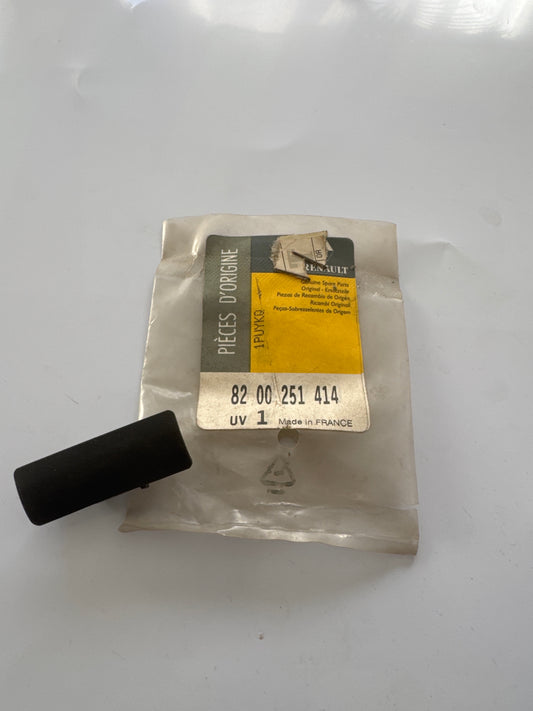 PIÈCES D'ORIGINE
1PUYKQ
RENAULT
Genuine Spare Parts
Original - Ersatzteile
Piezas de Recambio de Origen
Ricambi Originali
Peças-Sobresselentes de Origem
82 00 251 414
UV 1 Made in FRANCE